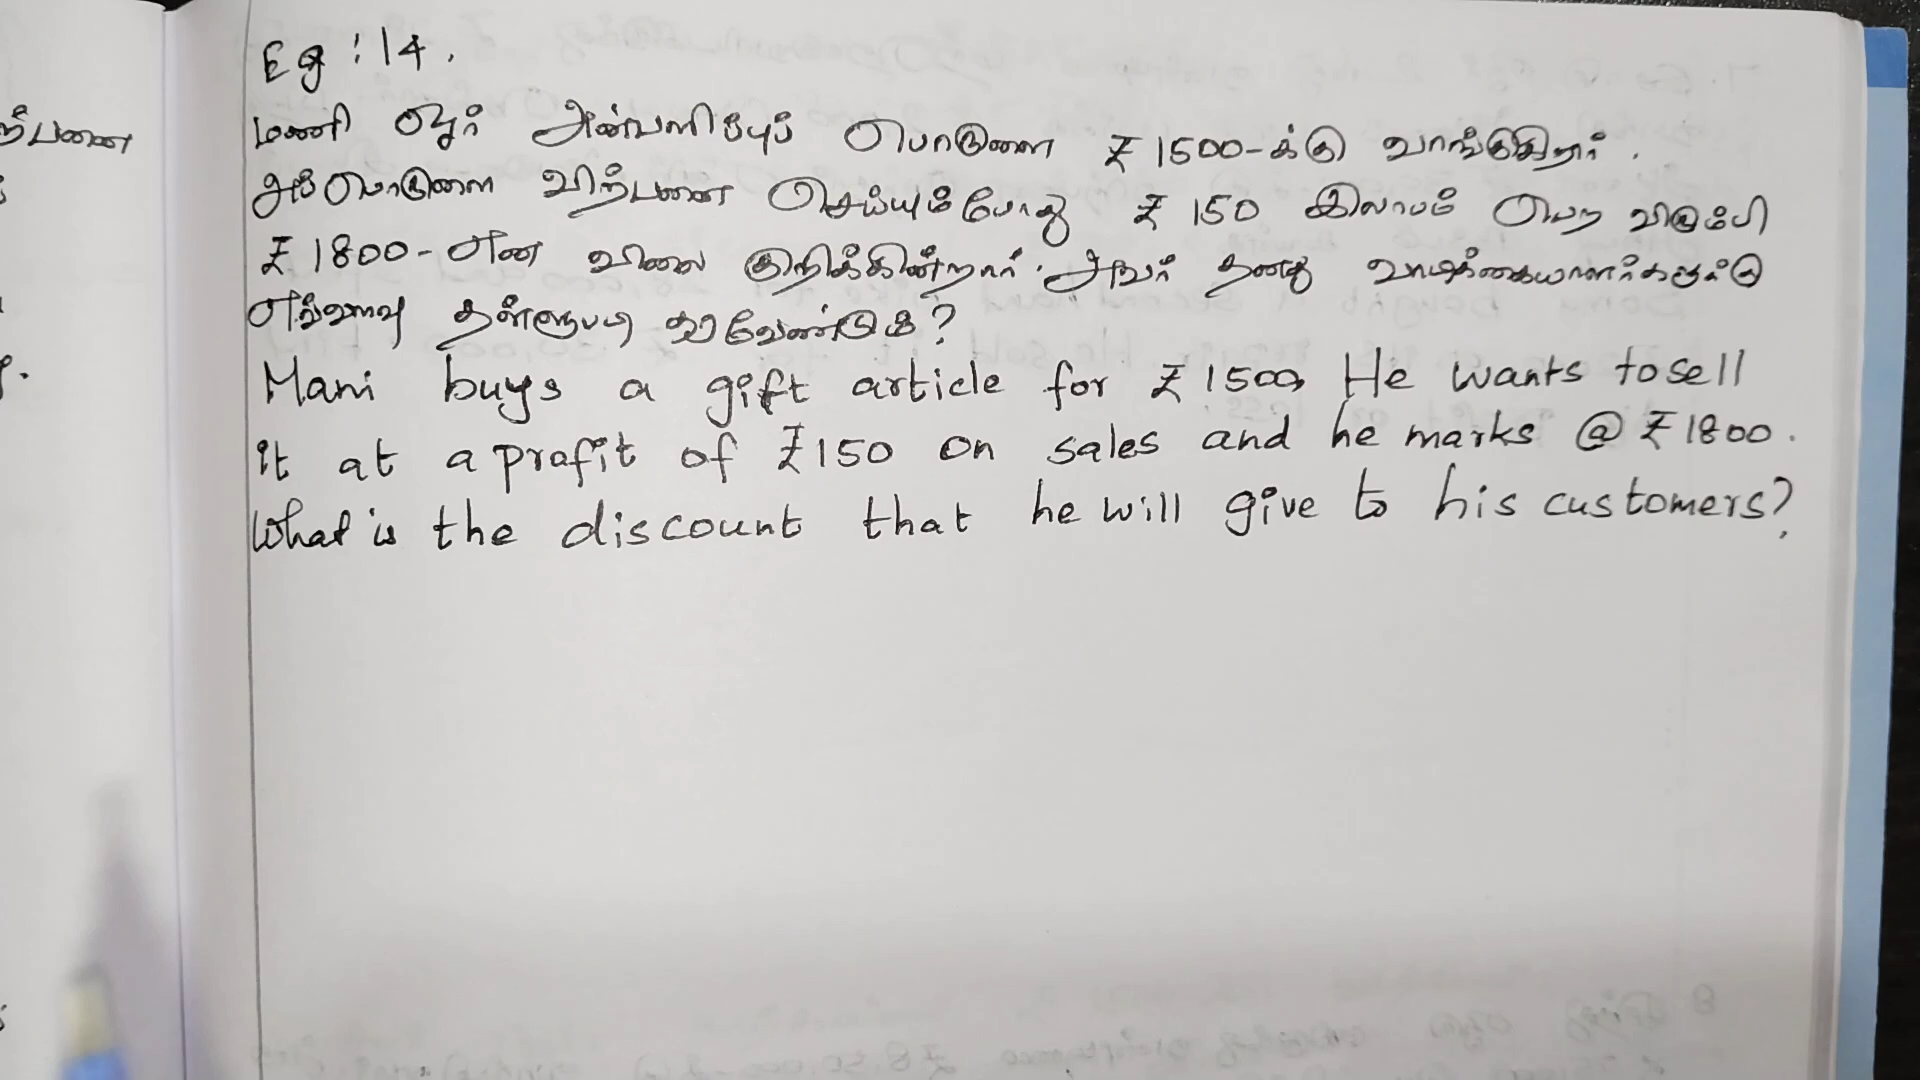 Eg : 14.
மணி ஓர் அன்பளிப்புப் பொருளை ₹ 1500-க்கு வாங்குகிறார்.
அப்பொருளை விற்பனை செய்யும்போது ₹ 150 இலாபம் பெற விரும்பி
₹ 1800-என விலை குறிக்கின்றார். அவர் தனது வாடிக்கையாளர்களுக்கு
எவ்வளவு தள்ளுபடி தரவேண்டும்?
Mani buys a gift article for ₹ 1500, He wants to sell
it at a profit of ₹150 on sales and he marks @ ₹ 1800.
What is the discount that he will give to his customers?
ற்பனை